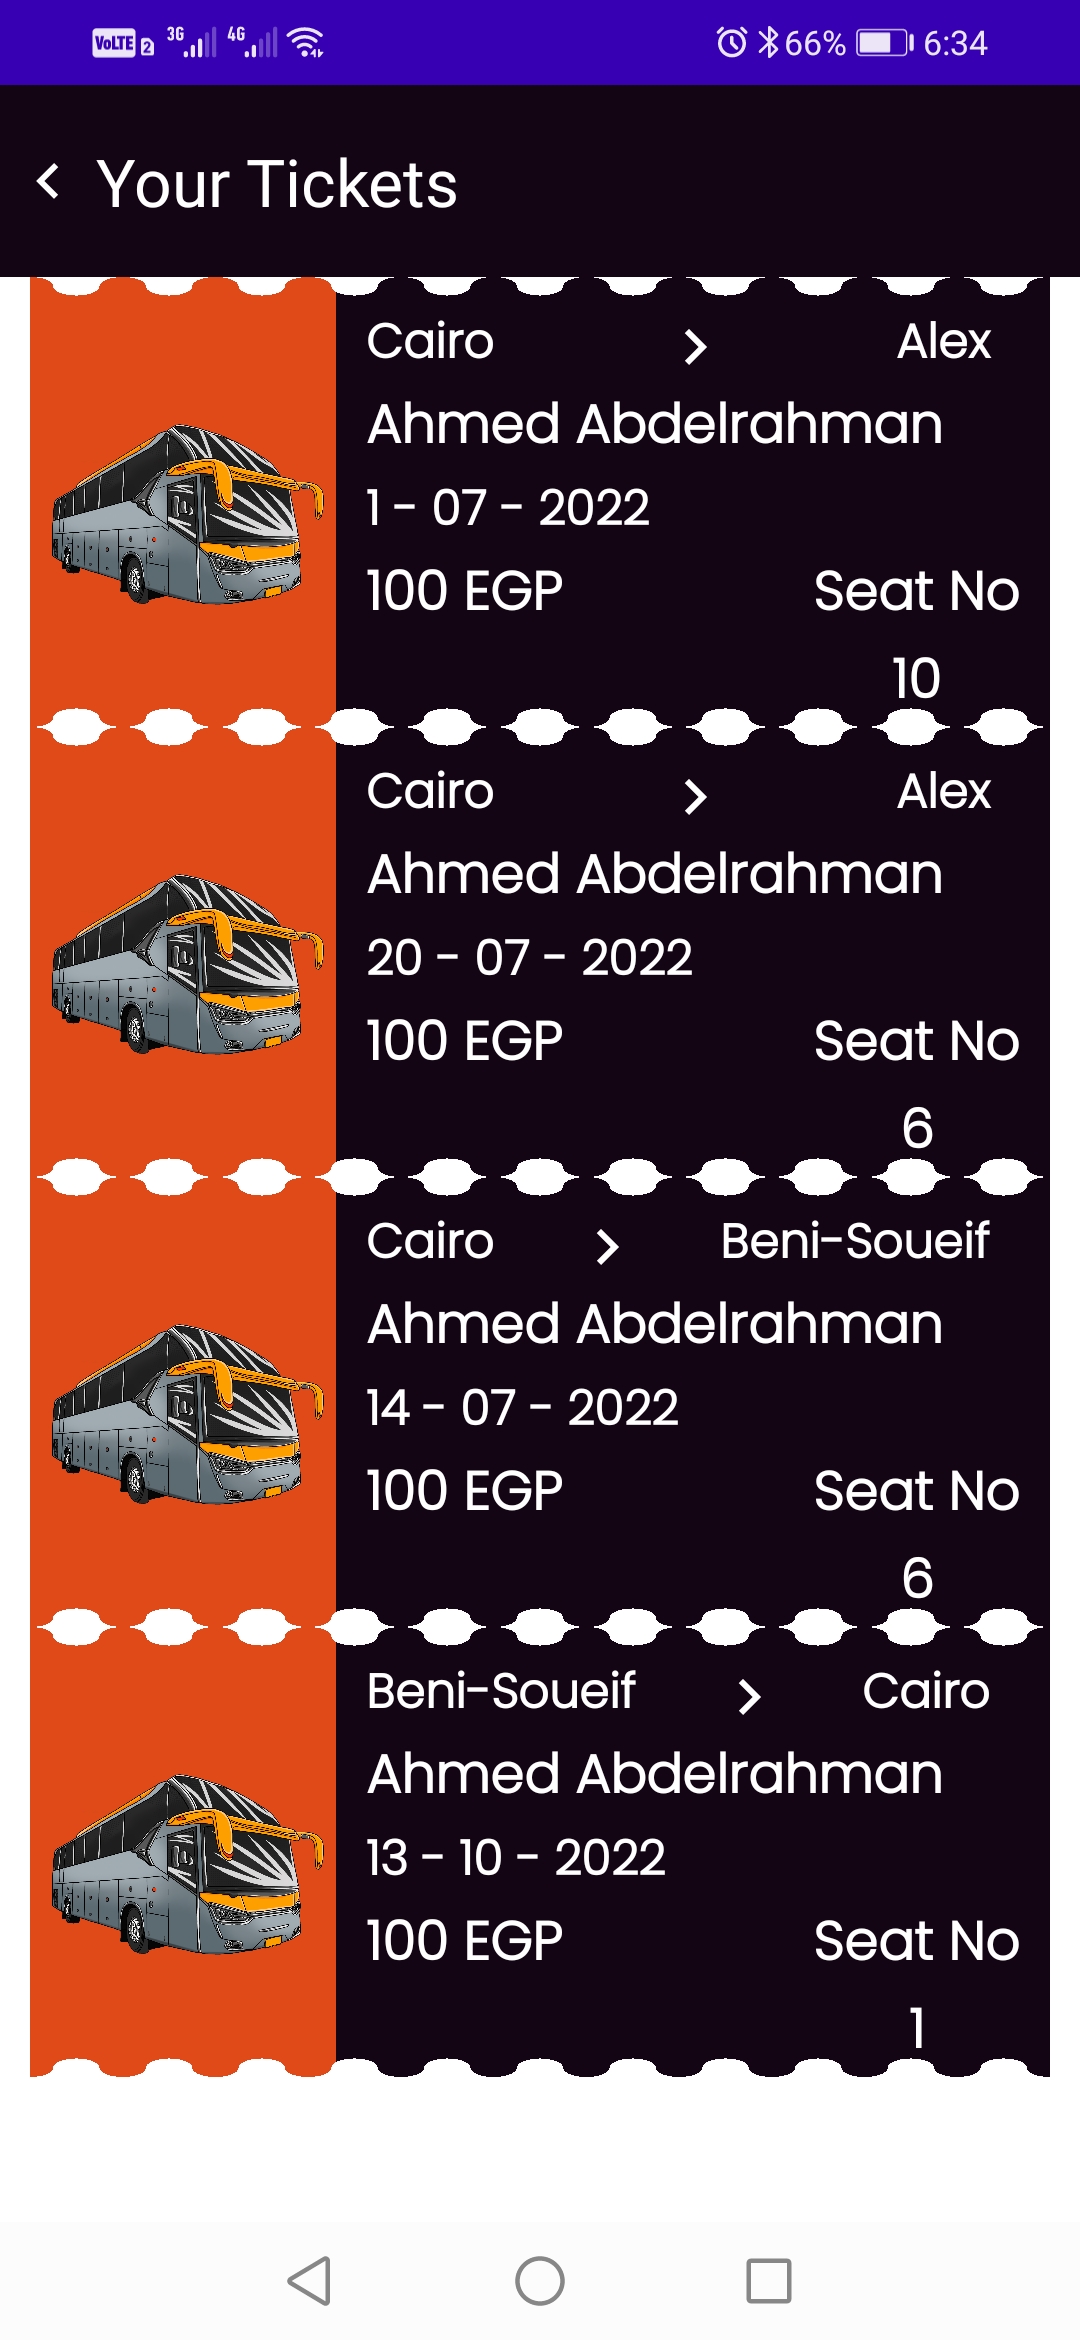 VoLTE 2 3G 4G 66% 6:34
Your Tickets
Cairo > Alex
Ahmed Abdelrahman
1 - 07 - 2022
100 EGP Seat No
10
Cairo > Alex
Ahmed Abdelrahman
20 - 07 - 2022
100 EGP Seat No
6
Cairo > Beni-Soueif
Ahmed Abdelrahman
14 - 07 - 2022
100 EGP Seat No
6
Beni-Soueif > Cairo
Ahmed Abdelrahman
13 - 10 - 2022
100 EGP Seat No
1